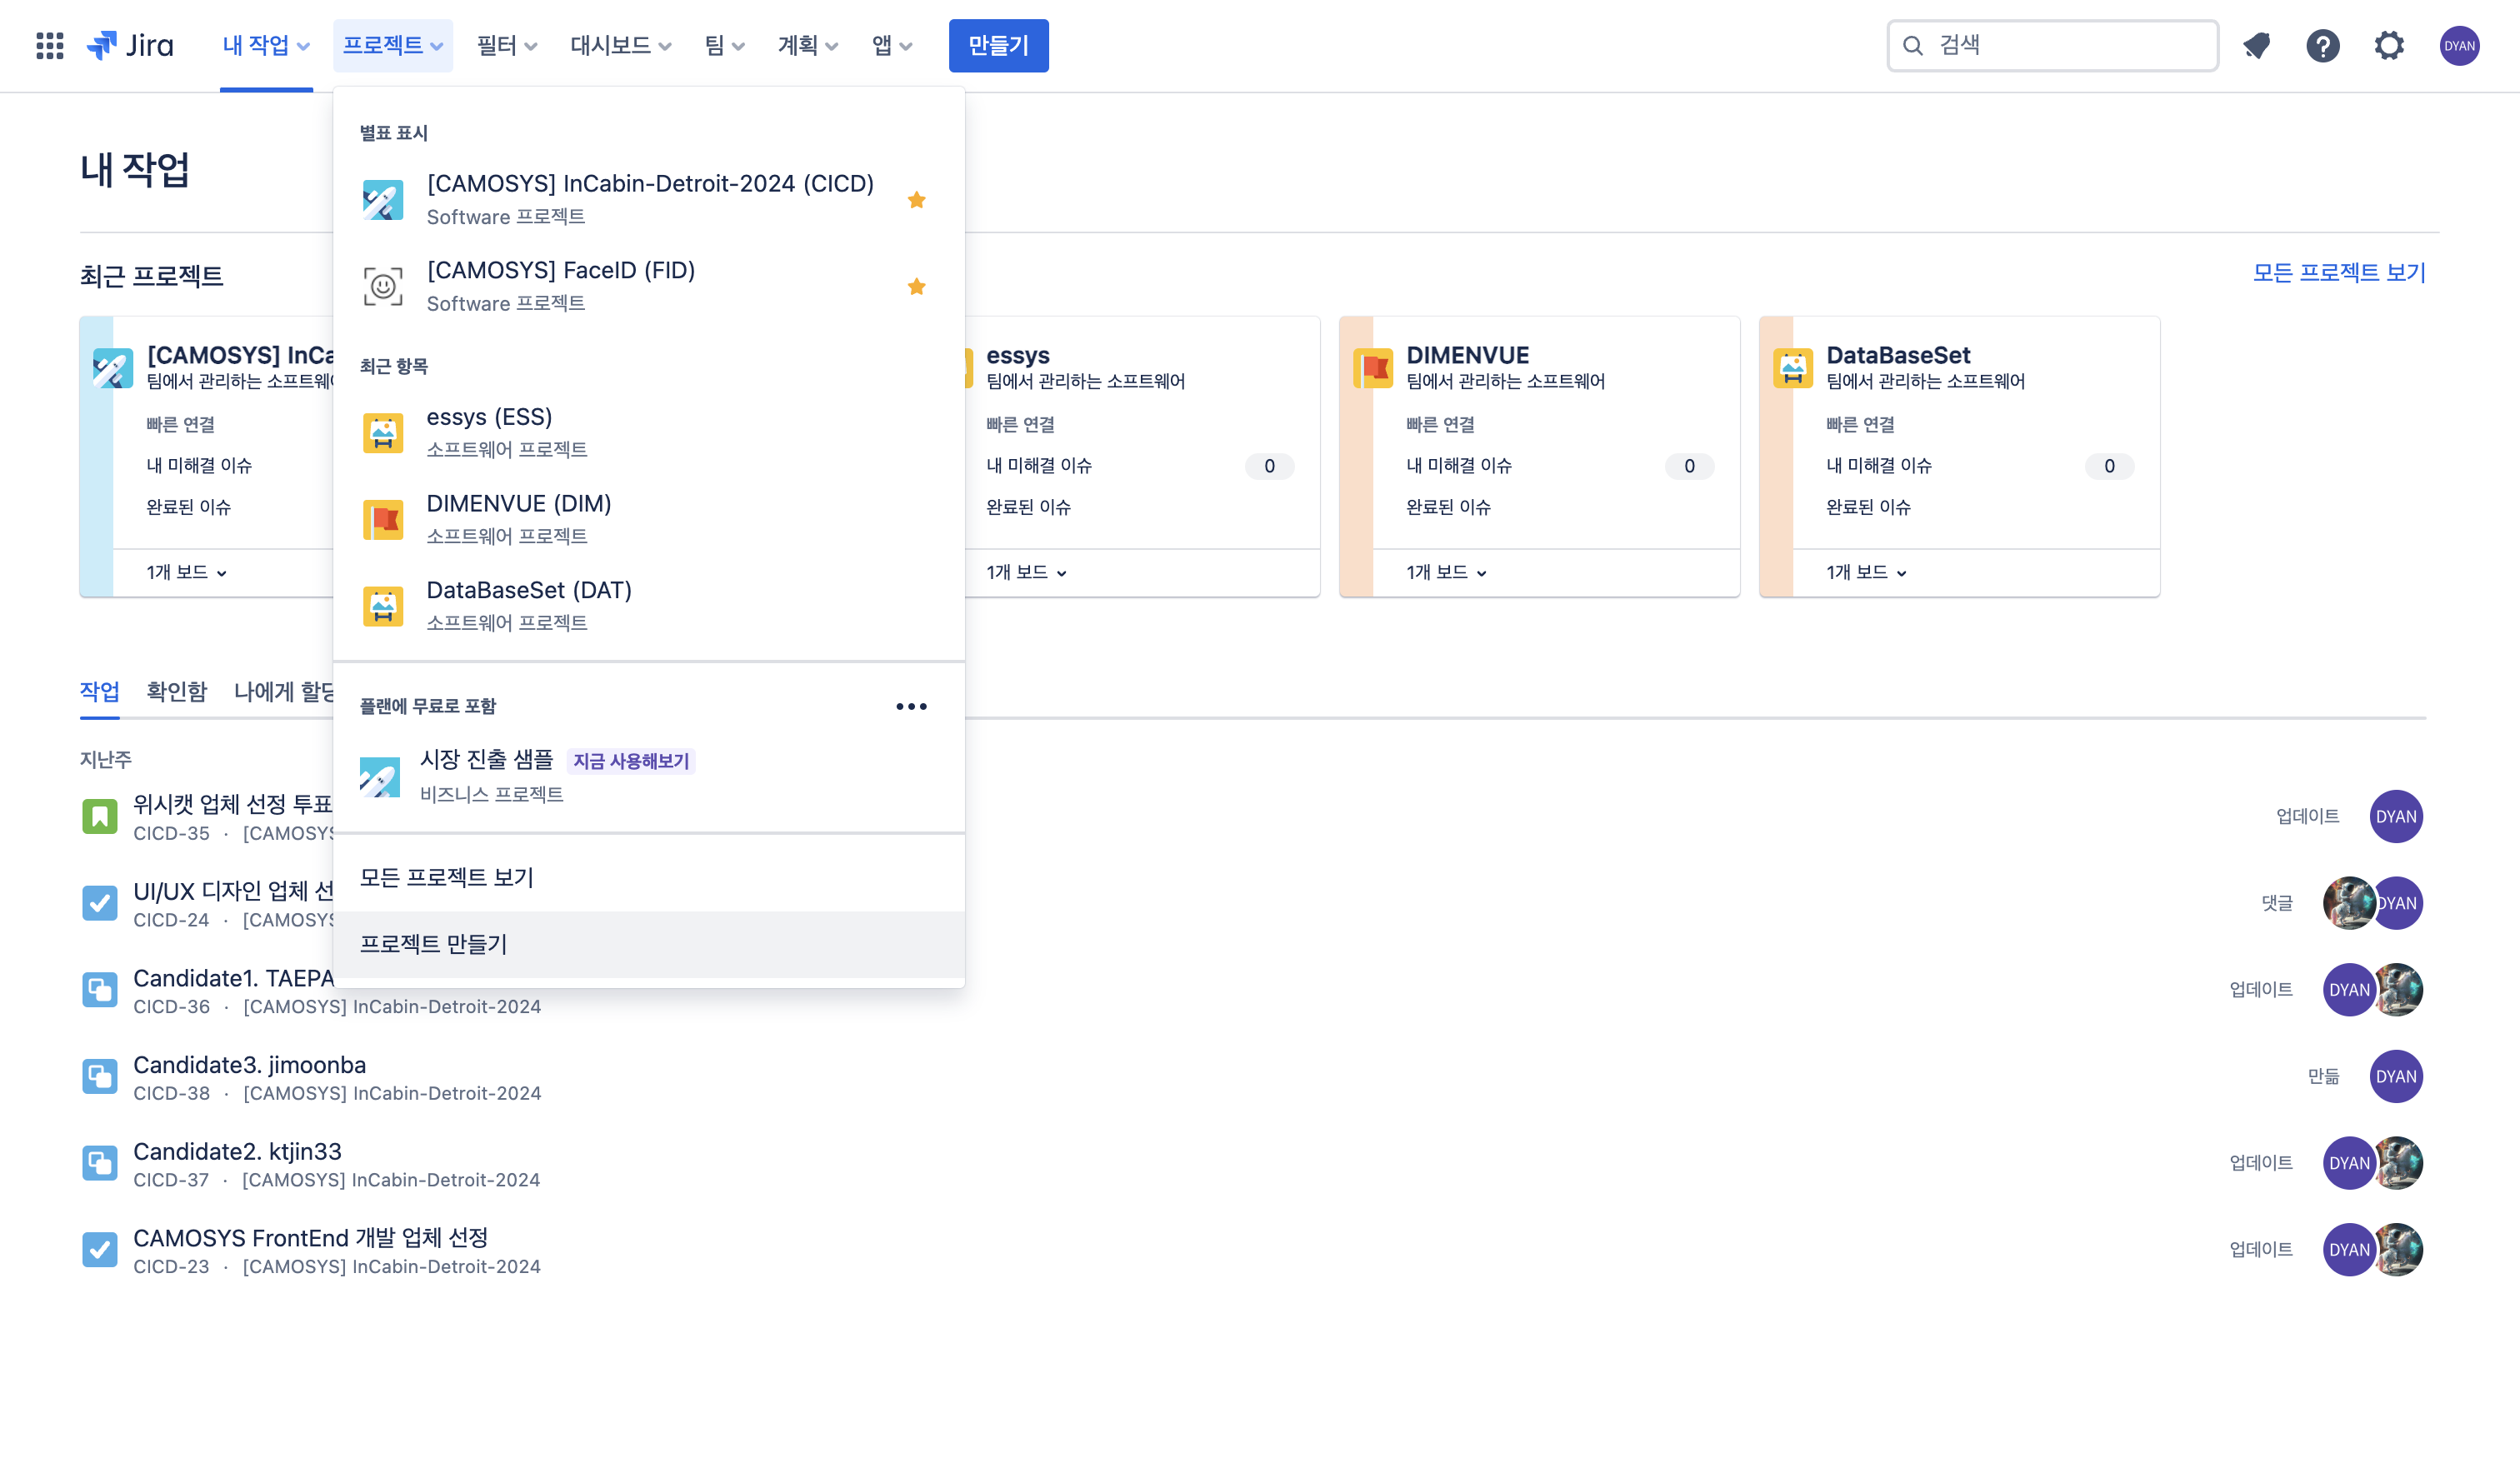 Jira
내 작업
프로젝트
필터
대시보드
팀
계획
앱
만들기
검색
DYAN
내 작업
별표 표시
[CAMOSYS] InCabin-Detroit-2024 (CICD)
Software 프로젝트
[CAMOSYS] FaceID (FID)
Software 프로젝트
최근 항목
essys (ESS)
소프트웨어 프로젝트
DIMENVUE (DIM)
소프트웨어 프로젝트
DataBaseSet (DAT)
소프트웨어 프로젝트
플랜에 무료로 포함
시장 진출 샘플 지금 사용해보기
비즈니스 프로젝트
모든 프로젝트 보기
프로젝트 만들기
최근 프로젝트
모든 프로젝트 보기
[CAMOSYS] InCa
팀에서 관리하는 소프트웨어
빠른 연결
내 미해결 이슈
완료된 이슈
1개 보드
essys
팀에서 관리하는 소프트웨어
빠른 연결
내 미해결 이슈 0
완료된 이슈
1개 보드
DIMENVUE
팀에서 관리하는 소프트웨어
빠른 연결
내 미해결 이슈 0
완료된 이슈
1개 보드
DataBaseSet
팀에서 관리하는 소프트웨어
빠른 연결
내 미해결 이슈 0
완료된 이슈
1개 보드
작업 확인함 나에게 할당
지난주
위시캣 업체 선정 투표
CICD-35 · [CAMOSYS
업데이트 DYAN
UI/UX 디자인 업체 선
CICD-24 · [CAMOSYS
댓글 DYAN
Candidate1. TAEPA
CICD-36 · [CAMOSYS] InCabin-Detroit-2024
업데이트 DYAN
Candidate3. jimoonba
CICD-38 · [CAMOSYS] InCabin-Detroit-2024
만듦 DYAN
Candidate2. ktjin33
CICD-37 · [CAMOSYS] InCabin-Detroit-2024
업데이트 DYAN
CAMOSYS FrontEnd 개발 업체 선정
CICD-23 · [CAMOSYS] InCabin-Detroit-2024
업데이트 DYAN